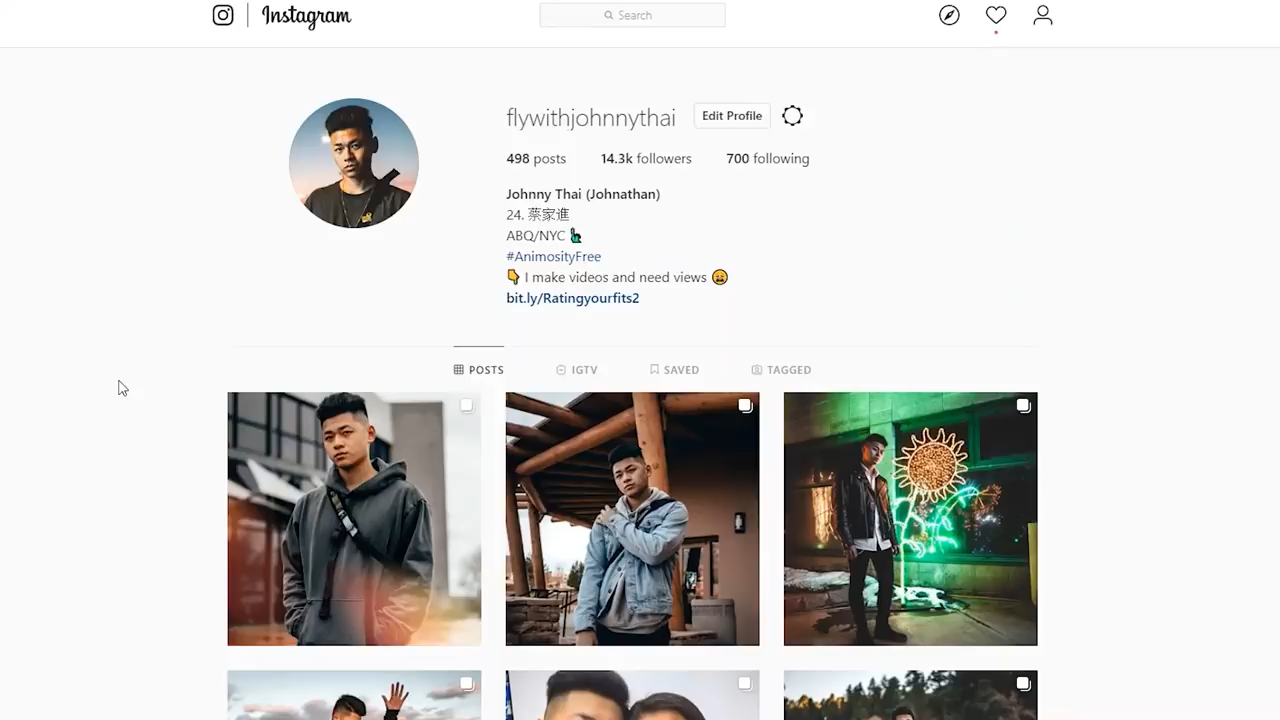 Instagram
Search
flywithjohnnythai Edit Profile
498 posts 14.3k followers 700 following
Johnny Thai (Johnathan)
24. 蔡家進
ABQ/NYC
#AnimosityFree
I make videos and need views
bit.ly/Ratingyourfits2
POSTS IGTV SAVED TAGGED